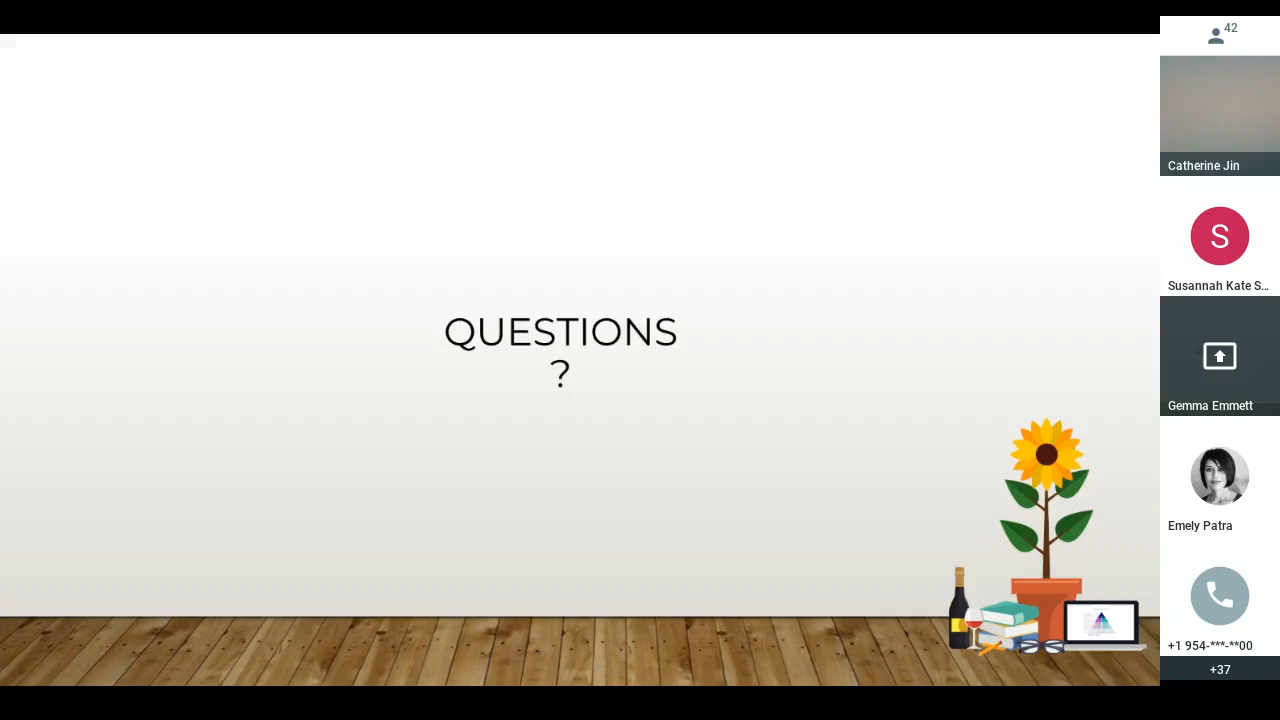 42
Catherine Jin
S
Susannah Kate S...
QUESTIONS
?
Gemma Emmett
Emely Patra
+1 954-***-**00
+37